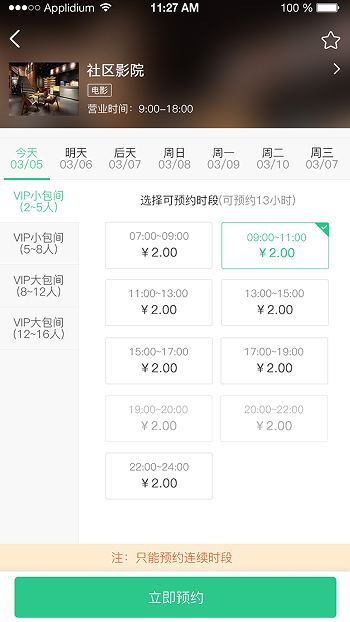 Applidium 11:27 AM 100 %
社区影院
电影
营业时间：9:00-18:00
今天 明天 后天 周日 周一 周二 周三
03/05 03/06 03/07 03/08 03/09 03/10 03/07
VIP小包间
(2~5人)
VIP小包间
(5~8人)
VIP大包间
(8~12人)
VIP大包间
(12~16人)
选择可预约时段(可预约13小时)
07:00~09:00
￥2.00
09:00~11:00
￥2.00
11:00~13:00
￥2.00
13:00~15:00
￥2.00
15:00~17:00
￥2.00
17:00~19:00
￥2.00
19:00~20:00
￥2.00
20:00~22:00
￥2.00
22:00~24:00
￥2.00
注：只能预约连续时段
立即预约